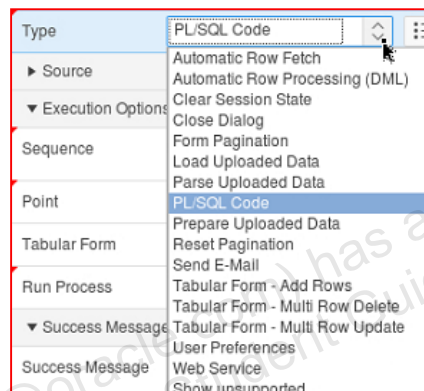 Type
PL/SQL Code
Automatic Row Fetch
Source
Automatic Row Processing (DML)
Clear Session State
Execution Options
Close Dialog
Form Pagination
Sequence
Load Uploaded Data
Parse Uploaded Data
Point
PL/SQL Code
Prepare Uploaded Data
Tabular Form
Reset Pagination
Send E-Mail
Run Process
Tabular Form - Add Rows
Tabular Form - Multi Row Delete
Success Message
Tabular Form - Multi Row Update
User Preferences
Success Message
Web Service
Show unsupported
oracle.com) has a